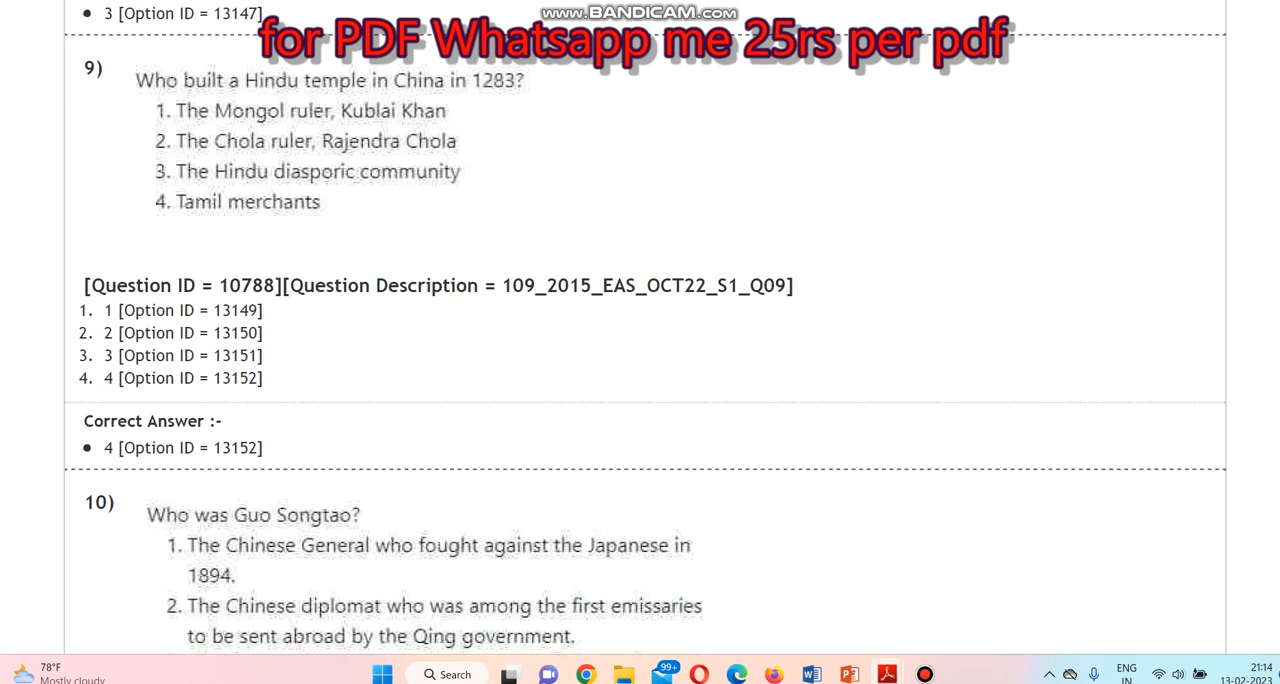 3 [Option ID = 13147]
www.BANDICAM.com
for PDF Whatsapp me 25rs per pdf
9)
Who built a Hindu temple in China in 1283?
1. The Mongol ruler, Kublai Khan
2. The Chola ruler, Rajendra Chola
3. The Hindu diasporic community
4. Tamil merchants
[Question ID = 10788][Question Description = 109_2015_EAS_OCT22_S1_Q09]
1. 1 [Option ID = 13149]
2. 2 [Option ID = 13150]
3. 3 [Option ID = 13151]
4. 4 [Option ID = 13152]
Correct Answer :-
4 [Option ID = 13152]
10)
Who was Guo Songtao?
1. The Chinese General who fought against the Japanese in
1894.
2. The Chinese diplomat who was among the first emissaries
to be sent abroad by the Qing government.
78°F
Mostly cloudy
Search
99+
ENG
IN
21:14
13-02-2023